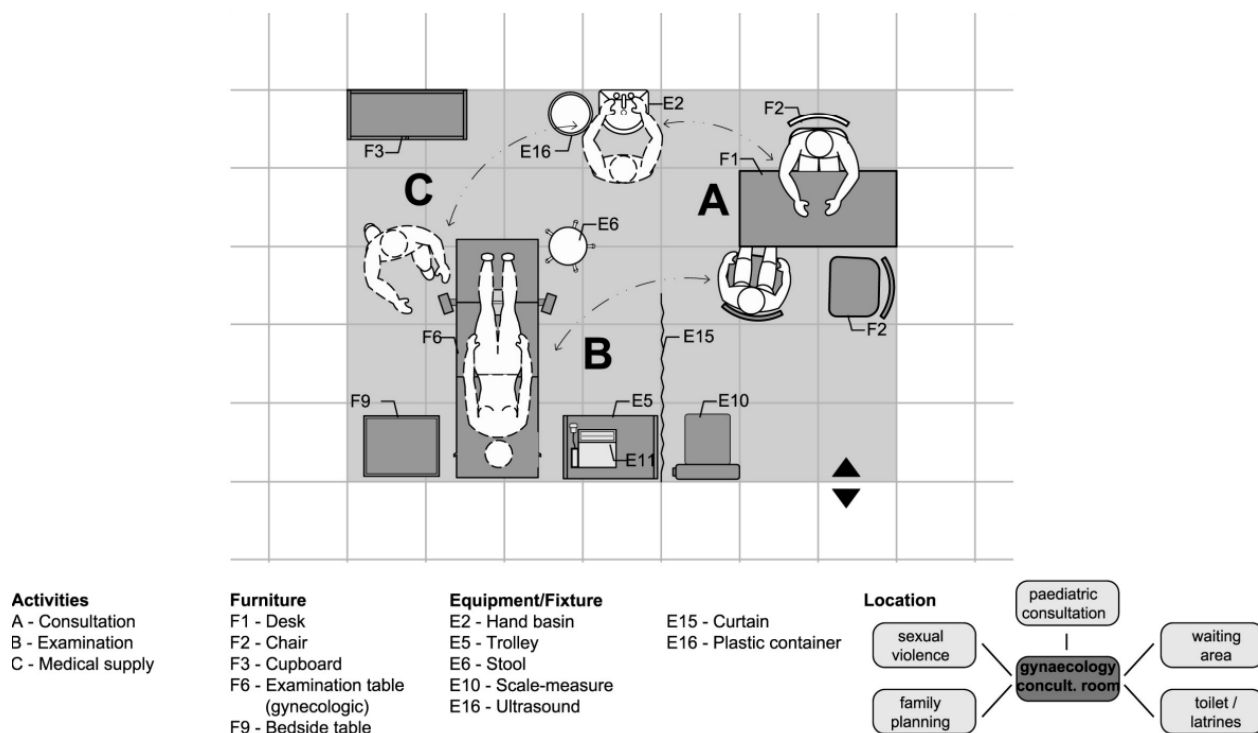 E2
F2
E16
F3
F1
C
A
E6
F2
F6
B
E15
F9
E5
E10
E11
Activities
A - Consultation
B - Examination
C - Medical supply
Furniture
F1 - Desk
F2 - Chair
F3 - Cupboard
F6 - Examination table
(gynecologic)
F9 - Bedside table
Equipment/Fixture
E2 - Hand basin
E5 - Trolley
E6 - Stool
E10 - Scale-measure
E16 - Ultrasound
E15 - Curtain
E16 - Plastic container
Location
paediatric
consultation
sexual
violence
waiting
area
gynaecology
concult. room
family
planning
toilet /
latrines